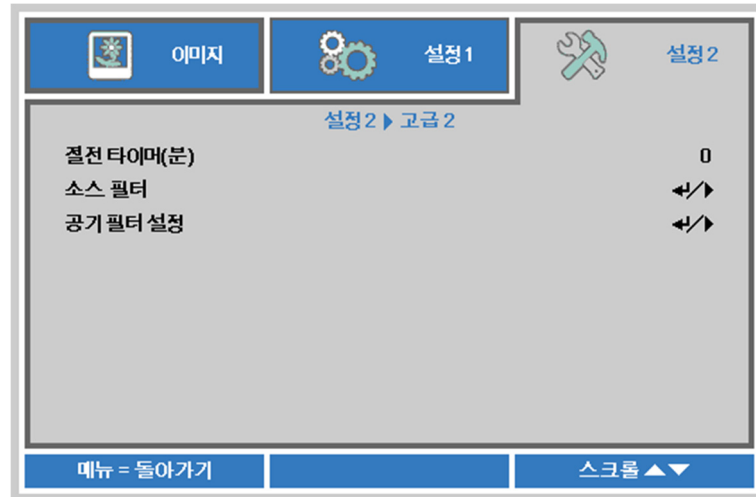 이미지 설정1 설정2
설정2 ▶ 고급2
절전 타이머(분) 0
소스 필터 ↵/▶
공기 필터 설정 ↵/▶
메뉴 = 돌아가기 스크롤 ▲▼